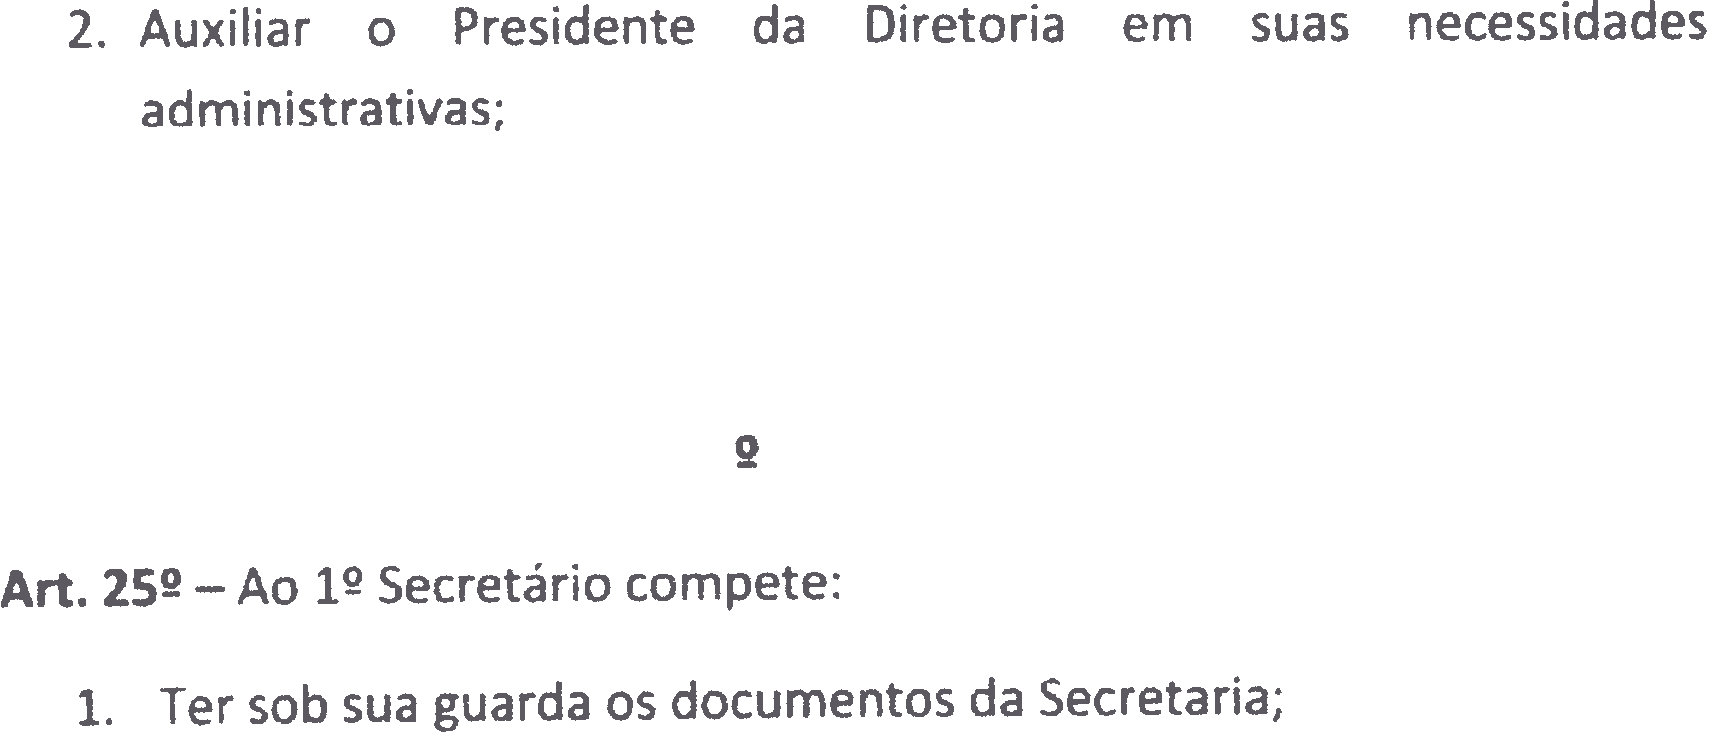 2. Auxiliar o Presidente da Diretoria em suas necessidades
administrativas;
º
Art. 25º – Ao 1º Secretário compete:
1. Ter sob sua guarda os documentos da Secretaria;